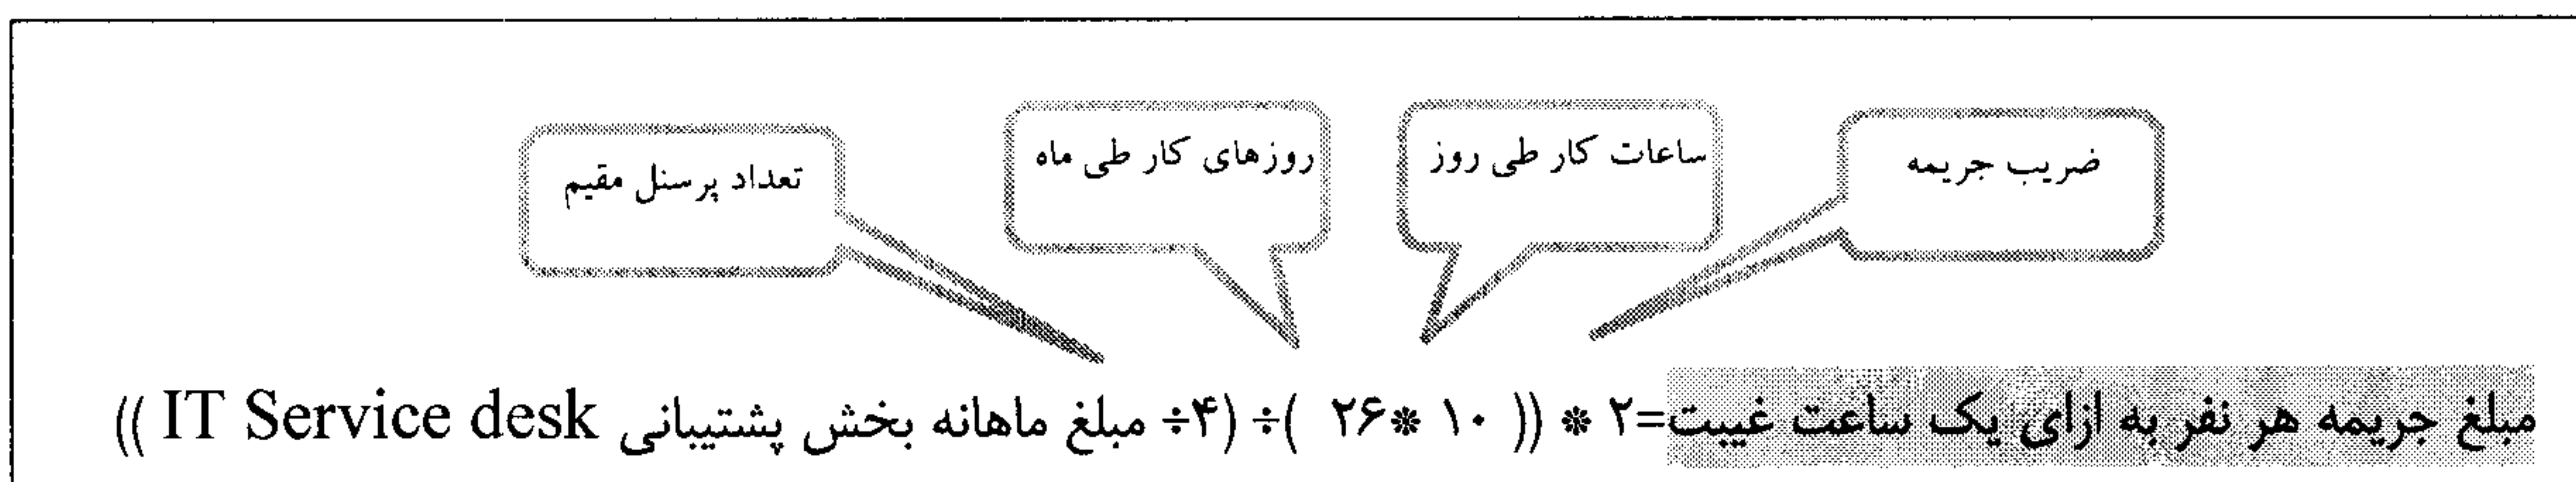 ضریب جریمه
ساعات کار طی روز
روزهای کار طی ماه
تعداد پرسنل مقیم
مبلغ جریمه هر نفر به ازای یک ساعت غیبت=۲ * (( ۱۰ *۲۶ )÷ (۴÷ مبلغ ماهانه بخش پشتیبانی IT Service desk ))